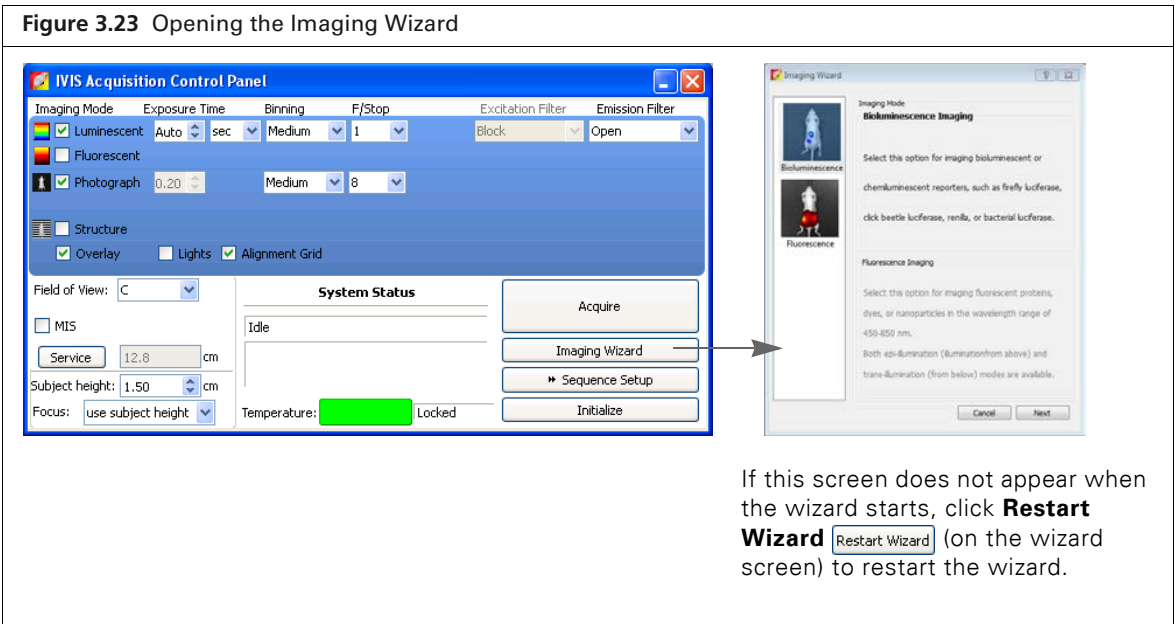 Figure 3.23 Opening the Imaging Wizard
IVIS Acquisition Control Panel
Imaging Mode Exposure Time Binning F/Stop Excitation Filter Emission Filter
Luminescent Auto sec Medium 1 Block Open
Fluorescent
Photograph 0.20 Medium 8
Structure
Overlay Lights Alignment Grid
Field of View: C
MIS
Service 12.8 cm
Subject height: 1.50 cm
Focus: use subject height
System Status
Idle
Temperature: Locked
Acquire
Imaging Wizard
Sequence Setup
Initialize
Imaging Wizard
Bioluminescence
Fluorescence
Imaging Mode
Bioluminescence Imaging
Select this option for imaging bioluminescent or
chemiluminescent reporters, such as firefly luciferase,
click beetle luciferase, renilla, or bacterial luciferase.
Fluorescence Imaging
Select this option for imaging fluorescent proteins,
dyes, or nanoparticles in the wavelength range of
450-850 nm.
Both epi-illumination (illuminationfrom above) and
trans-illumination (from below) modes are available.
Cancel Next
If this screen does not appear when
the wizard starts, click Restart
Wizard Restart Wizard (on the wizard
screen) to restart the wizard.